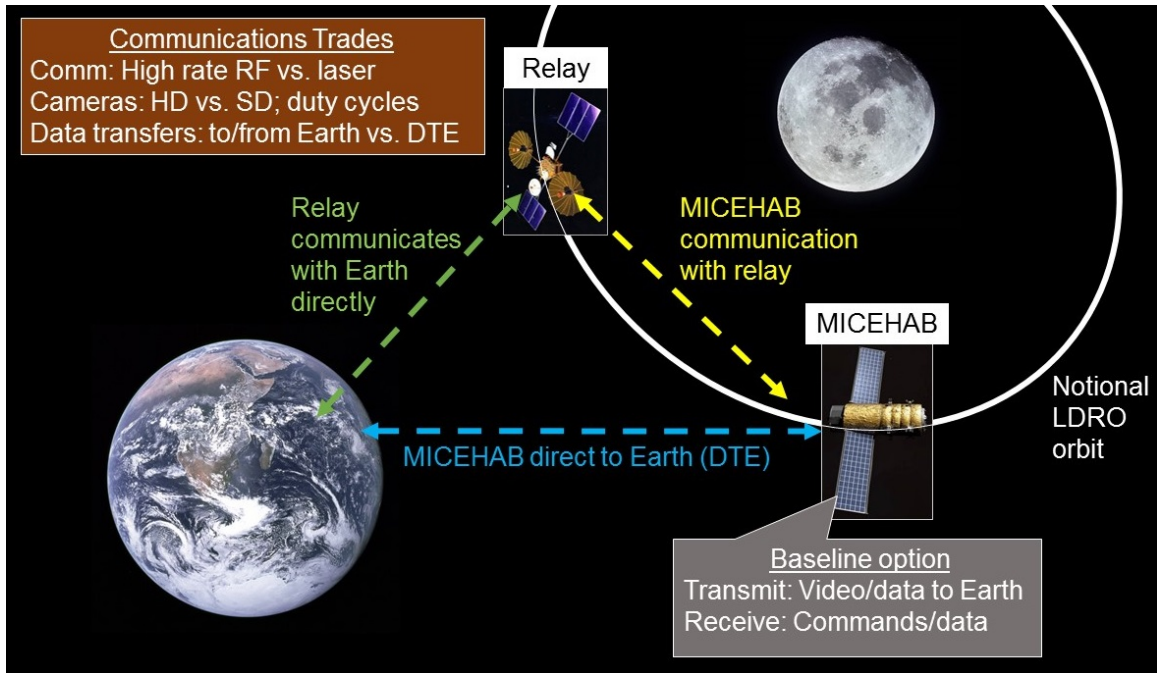 Communications Trades
Comm: High rate RF vs. laser
Cameras: HD vs. SD; duty cycles
Data transfers: to/from Earth vs. DTE
Relay
Relay
communicates
with Earth
directly
MICEHAB
communication
with relay
MICEHAB
Notional
LDRO
orbit
MICEHAB direct to Earth (DTE)
Baseline option
Transmit: Video/data to Earth
Receive: Commands/data